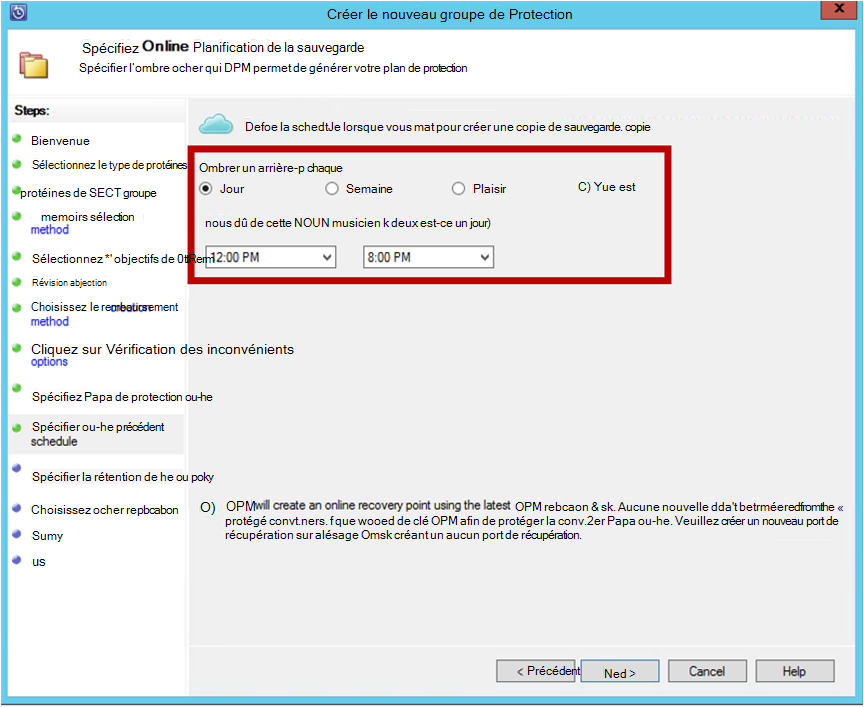 Créer le nouveau groupe de Protection
x
Spécifiez Online Planification de la sauvegarde
Spécifier l'ombre ocher qui DPM permet de générer votre plan de protection
Steps:
Bienvenue
Sélectionnez le type de protéines
protéines de SECT groupe
memoirs sélection
method
Sélectionnez *' objectifs de 0ttRemi
Révision abjection
Choisissez le remboursement
method
Cliquez sur Vérification des inconvénients
options
Spécifiez Papa de protection ou-he
Spécifier ou-he précédent
schedule
Spécifier la rétention de he ou poky
Choisissez ocher repbcabon
Sumy
us
Defoe la schedtJe lorsque vous mat pour créer une copie de sauvegarde. copie
Ombrer un arrière-p chaque
Jour
Semaine
Plaisir
C) Yue est
nous dû de cette NOUN musicien k deux est-ce un jour)
12:00 PM
8:00 PM
O) OPM will create an online recovery point using the latest OPM rebcaon & sk. Aucune nouvelle dda't betrméered fromthe «
protégé convt.ners. f que wooed de clé OPM afin de protéger la conv.2er Papa ou-he. Veuillez créer un nouveau port de
récupération sur alésage Omsk créant un aucun port de récupération.
< Précédent
Ned >
Cancel
Help